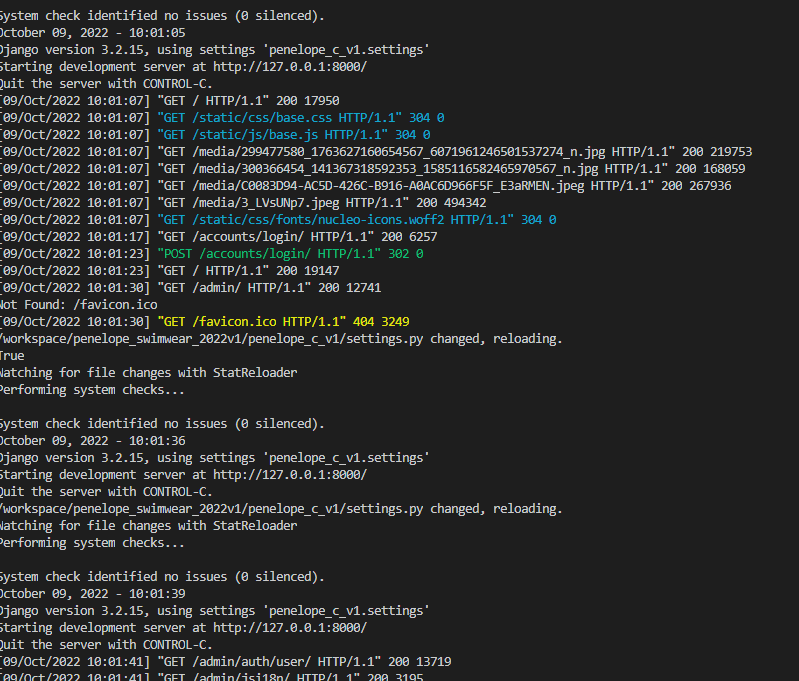 System check identified no issues (0 silenced).
October 09, 2022 - 10:01:05
Django version 3.2.15, using settings 'penelope_c_v1.settings'
Starting development server at http://127.0.0.1:8000/
Quit the server with CONTROL-C.
[09/Oct/2022 10:01:07] "GET / HTTP/1.1" 200 17950
[09/Oct/2022 10:01:07] "GET /static/css/base.css HTTP/1.1" 304 0
[09/Oct/2022 10:01:07] "GET /static/js/base.js HTTP/1.1" 304 0
[09/Oct/2022 10:01:07] "GET /media/299477580_1763627160654567_6071961246501537274_n.jpg HTTP/1.1" 200 219753
[09/Oct/2022 10:01:07] "GET /media/300366454_141367318592353_1585116582465970567_n.jpg HTTP/1.1" 200 168059
[09/Oct/2022 10:01:07] "GET /media/C0083D94-AC5D-426C-B916-A0AC6D966F5F_E3aRMEN.jpeg HTTP/1.1" 200 267936
[09/Oct/2022 10:01:07] "GET /media/3_LVsUNp7.jpeg HTTP/1.1" 200 494342
[09/Oct/2022 10:01:07] "GET /static/css/fonts/nucleo-icons.woff2 HTTP/1.1" 304 0
[09/Oct/2022 10:01:17] "GET /accounts/login/ HTTP/1.1" 200 6257
[09/Oct/2022 10:01:23] "POST /accounts/login/ HTTP/1.1" 302 0
[09/Oct/2022 10:01:23] "GET / HTTP/1.1" 200 19147
[09/Oct/2022 10:01:30] "GET /admin/ HTTP/1.1" 200 12741
Not Found: /favicon.ico
[09/Oct/2022 10:01:30] "GET /favicon.ico HTTP/1.1" 404 3249
/workspace/penelope_swimwear_2022v1/penelope_c_v1/settings.py changed, reloading.
True
Watching for file changes with StatReloader
Performing system checks...
System check identified no issues (0 silenced).
October 09, 2022 - 10:01:36
Django version 3.2.15, using settings 'penelope_c_v1.settings'
Starting development server at http://127.0.0.1:8000/
Quit the server with CONTROL-C.
/workspace/penelope_swimwear_2022v1/penelope_c_v1/settings.py changed, reloading.
Watching for file changes with StatReloader
Performing system checks...
System check identified no issues (0 silenced).
October 09, 2022 - 10:01:39
Django version 3.2.15, using settings 'penelope_c_v1.settings'
Starting development server at http://127.0.0.1:8000/
Quit the server with CONTROL-C.
[09/Oct/2022 10:01:41] "GET /admin/auth/user/ HTTP/1.1" 200 13719
[09/Oct/2022 10:01:41] "GET /admin/jsi18n/ HTTP/1.1" 200 3195